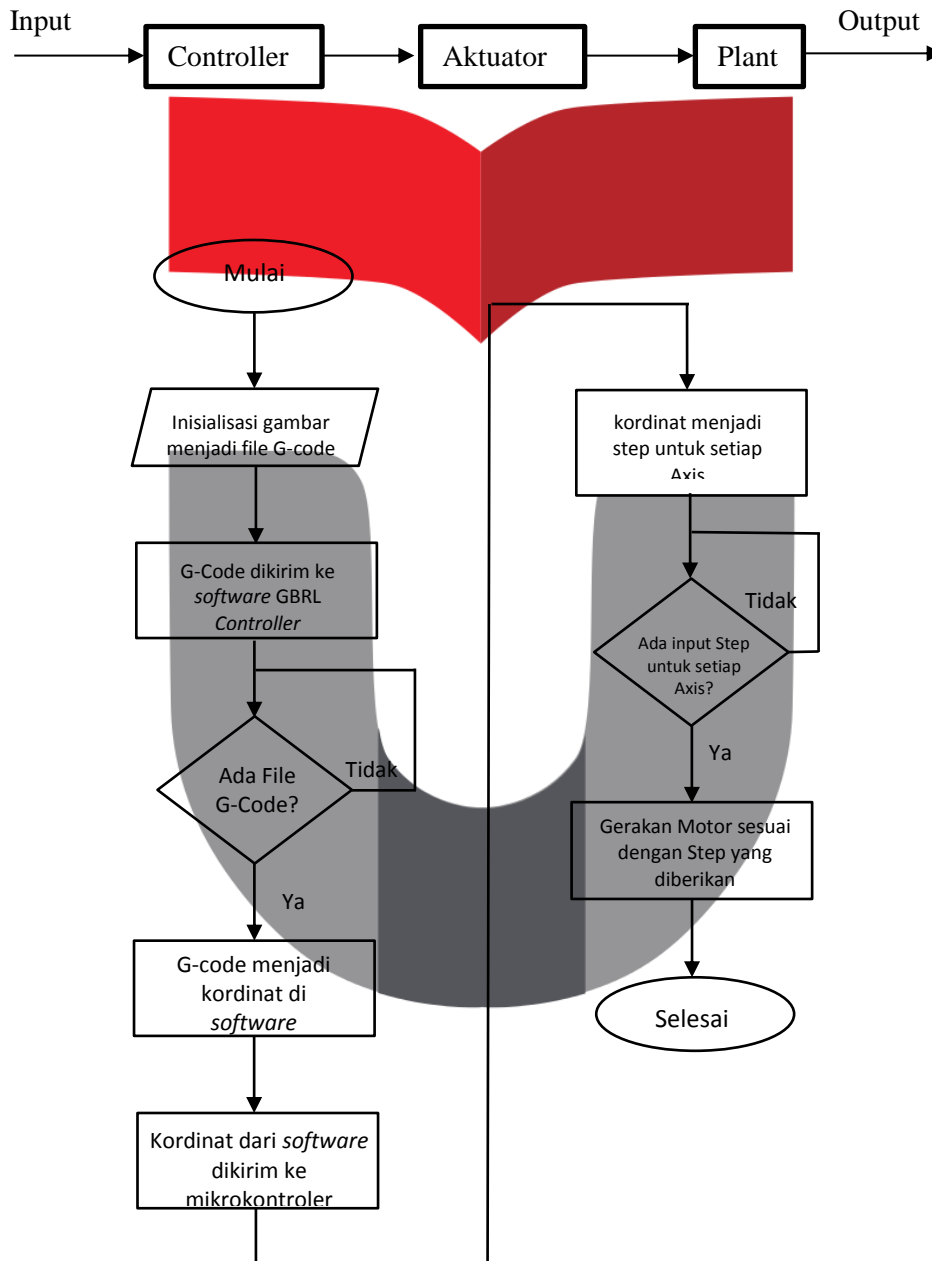 Input
Controller
Aktuator
Plant
Output
Mulai
Inisialisasi gambar
menjadi file G-code
G-Code dikirim ke
software GBRL
Controller
Ada File
G-Code?
Tidak
Ya
G-code menjadi
kordinat di
software
Kordinat dari software
dikirim ke
mikrokontroler
kordinat menjadi
step untuk setiap
Axis
Ada input Step
untuk setiap
Axis?
Tidak
Ya
Gerakan Motor sesuai
dengan Step yang
diberikan
Selesai